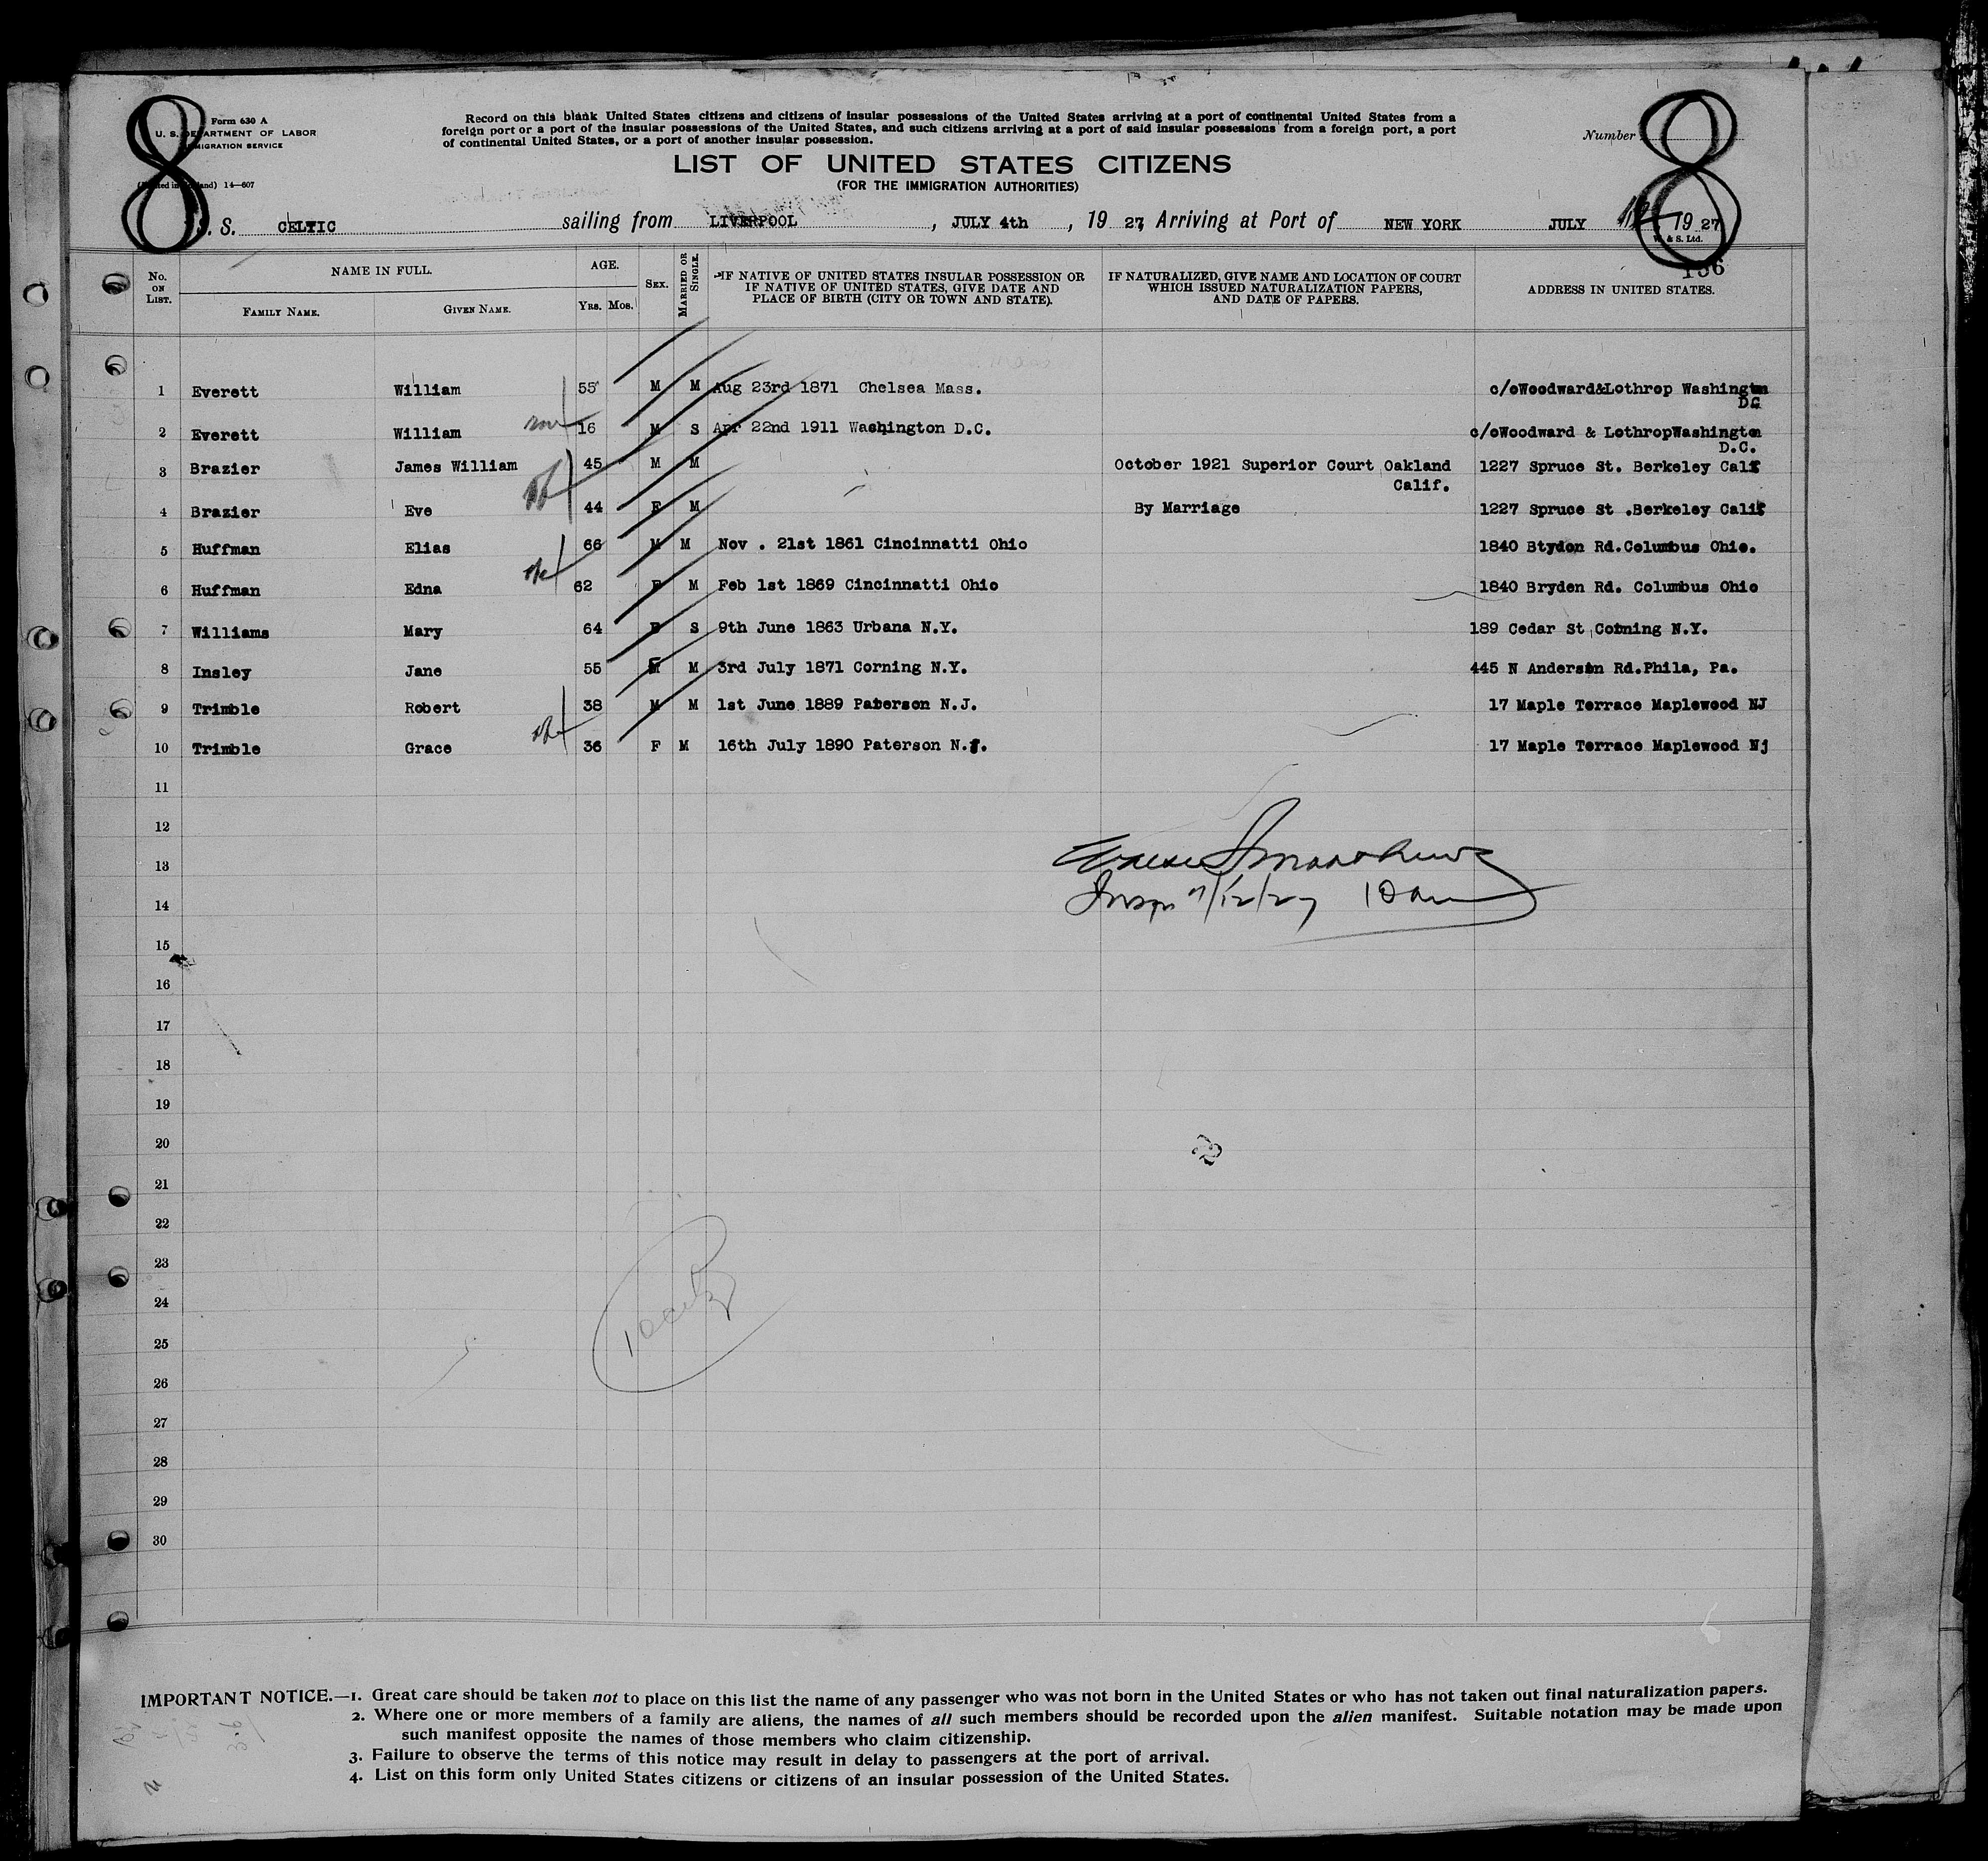 8
8
Form 630 A
U. S. DEPARTMENT OF LABOR
IMMIGRATION SERVICE
14—607
Record on this blank United States citizens and citizens of insular possessions of the United States arriving at a port of continental United States from a
foreign port or a port of the insular possessions of the United States, and such citizens arriving at a port of said insular possessions from a foreign port, a port
of continental United States, or a port of another insular possession.
Number
LIST OF UNITED STATES CITIZENS
(FOR THE IMMIGRATION AUTHORITIES)
S. S. CELTIC sailing from LIVERPOOL, JULY 4th, 19 27, Arriving at Port of NEW YORK JULY 19 27
& S. Ltd.
136
No. ON LIST. NAME IN FULL. AGE. SEX. MARRIED OR SINGLE. IF NATIVE OF UNITED STATES INSULAR POSSESSION OR IF NATIVE OF UNITED STATES, GIVE DATE AND PLACE OF BIRTH (CITY OR TOWN AND STATE). IF NATURALIZED, GIVE NAME AND LOCATION OF COURT WHICH ISSUED NATURALIZATION PAPERS, AND DATE OF PAPERS. ADDRESS IN UNITED STATES.
FAMILY NAME. GIVEN NAME. YRS. MOS.
1 Everett William 55 M M Aug 23rd 1871 Chelsea Mass. c/oWoodward&Lothrop Washington
DC
2 Everett William 16 M S Apr 22nd 1911 Washington D.C. c/oWoodward & LothropWashington
D.C.
3 Brazier James William 45 M M October 1921 Superior Court Oakland 1227 Spruce St. Berkeley Calif
Calif.
4 Brazier Eve 44 F M By Marriage 1227 Spruce St .Berkeley Calif
5 Huffman Elias 66 M M Nov . 21st 1861 Cincinnatti Ohio 1840 Btydon Rd.Columbus Ohio.
6 Huffman Edna 62 F M Feb 1st 1869 Cincinnatti Ohio 1840 Bryden Rd. Columbus Ohio
7 Williams Mary 64 F S 9th June 1863 Urbana N.Y. 189 Cedar St Corning N.Y.
8 Insley Jane 55 F M 3rd July 1871 Corning N.Y. 445 N Anderson Rd.Phila, Pa.
9 Trimble Robert 38 M M 1st June 1889 Paterson N.J. 17 Maple Terrace Maplewood NJ
10 Trimble Grace 36 F M 16th July 1890 Paterson N.J. 17 Maple Terrace Maplewood Nj
11
12
13
14 Insp 7/12/27 10 am
15
16
17
18
19
20
21
22
23
24
25
26
27
28
29
30
IMPORTANT NOTICE.—1. Great care should be taken not to place on this list the name of any passenger who was not born in the United States or who has not taken out final naturalization papers.
2. Where one or more members of a family are aliens, the names of all such members should be recorded upon the alien manifest. Suitable notation may be made upon
such manifest opposite the names of those members who claim citizenship.
3. Failure to observe the terms of this notice may result in delay to passengers at the port of arrival.
4. List on this form only United States citizens or citizens of an insular possession of the United States.